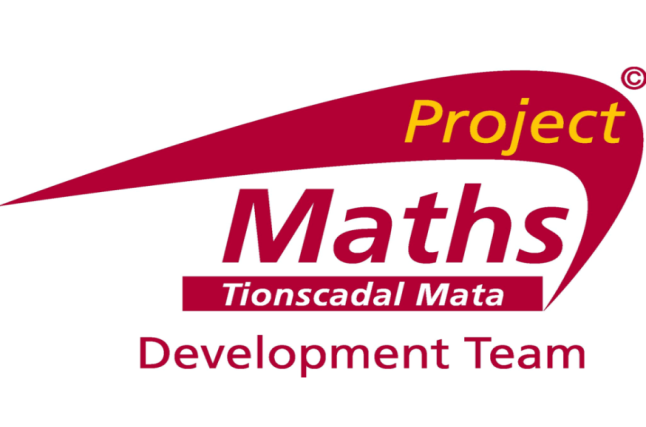 Project ©
Maths
Tionscadal Mata
Development Team